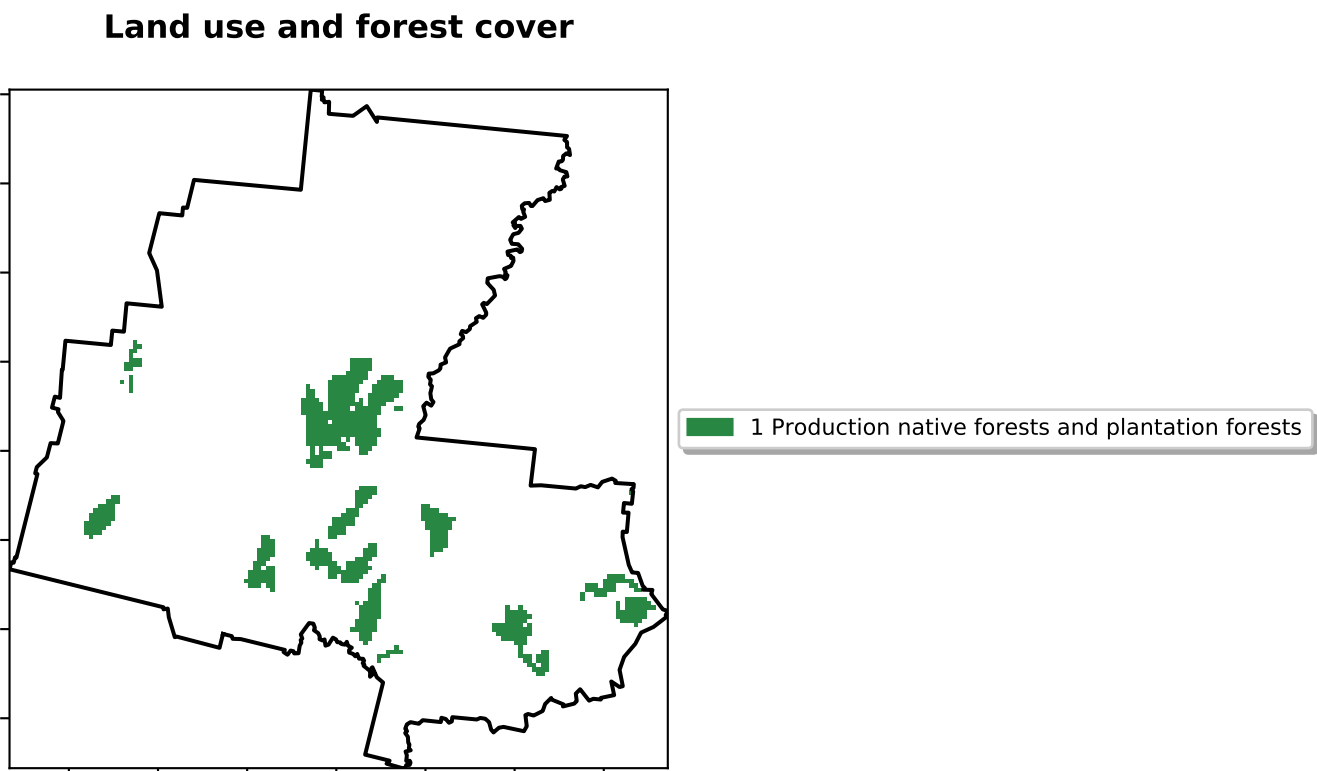 Land use and forest cover
1 Production native forests and plantation forests